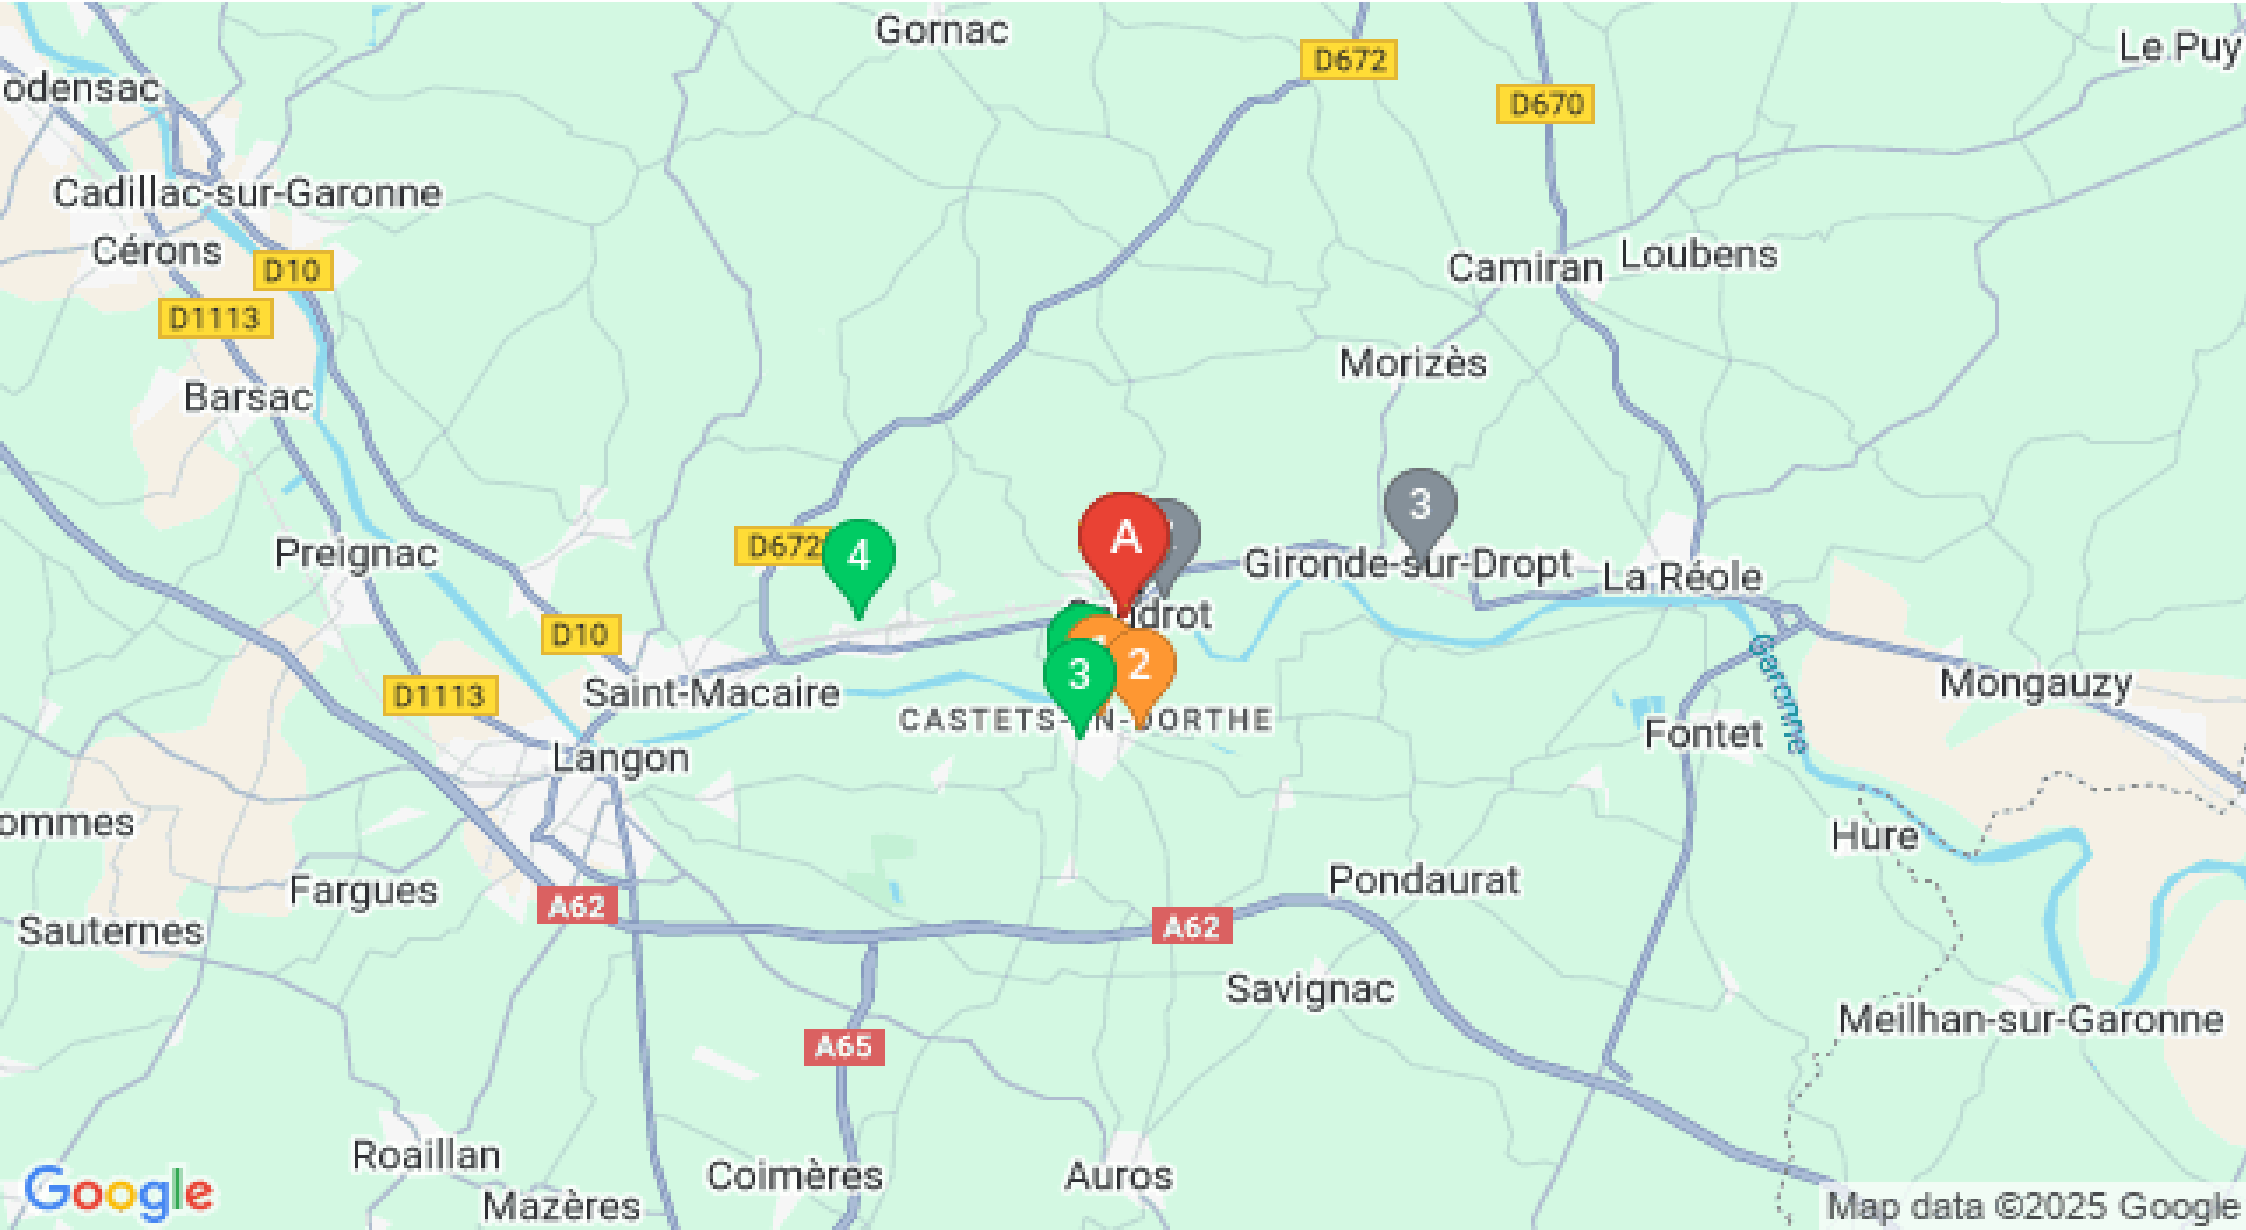 Gornac
D672
Le Puy
odensac
D670
Cadillac-sur-Garonne
Cérons
D10
Camiran
Loubens
D1113
Morizès
Barsac
3
A
D672
4
Preignac
Gironde-sur-Dropt
La Réole
drot
D10
2
3
Garonne
D1113
Saint-Macaire
Mongauzy
CASTETS-EN-DORTHE
Langon
Fontet
ommes
Hure
Fargues
Pondaurat
A62
A62
Sauternes
Savignac
Meilhan-sur-Garonne
A65
Roaillan
Coimères
Auros
Google
Mazères
Map data ©2025 Google